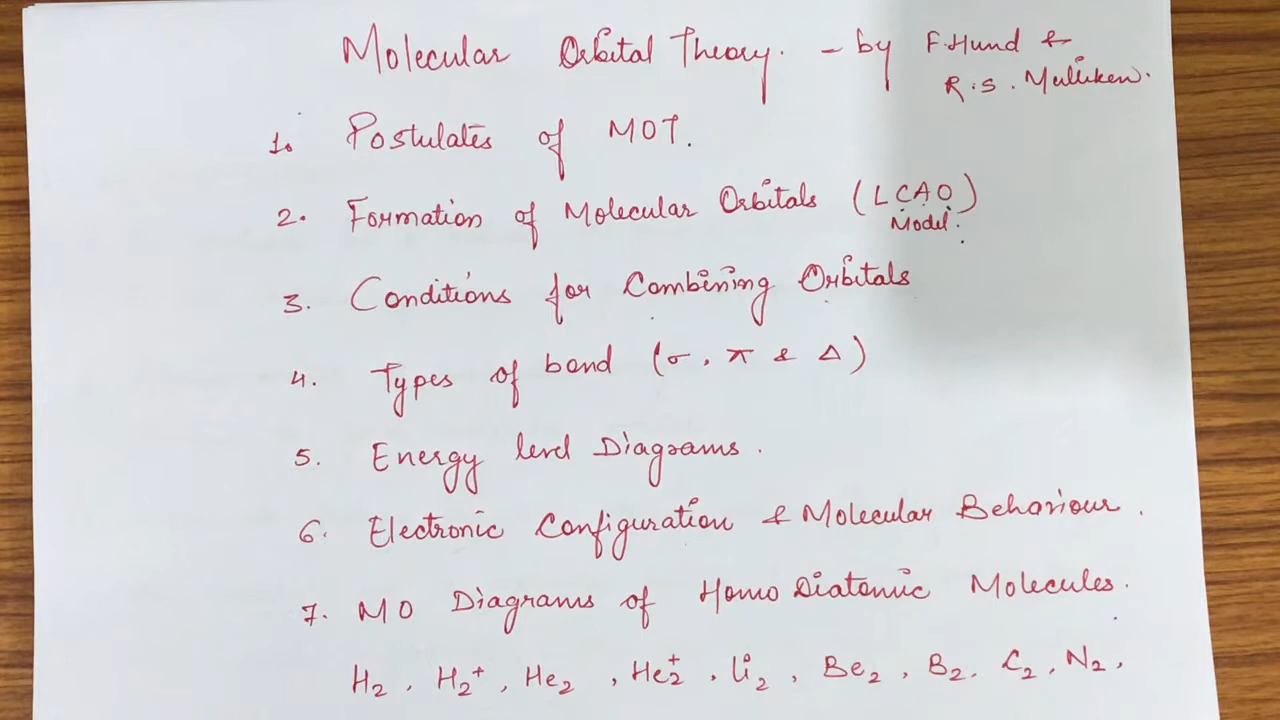 Molecular Orbital Theory. - by F. Hund &
R.S. Mulliken.
1. Postulates of MOT.
2. Formation of Molecular Orbitals (LCAO)
Model.
3. Conditions for Combining Orbitals
4. Types of bond (σ, π & Δ)
5. Energy level Diagrams.
6. Electronic Configuration & Molecular Behaviour.
7. MO Diagrams of Homo Diatomic Molecules.
H₂, H₂⁺, He₂, He₂⁺, Li₂, Be₂, B₂, C₂, N₂,